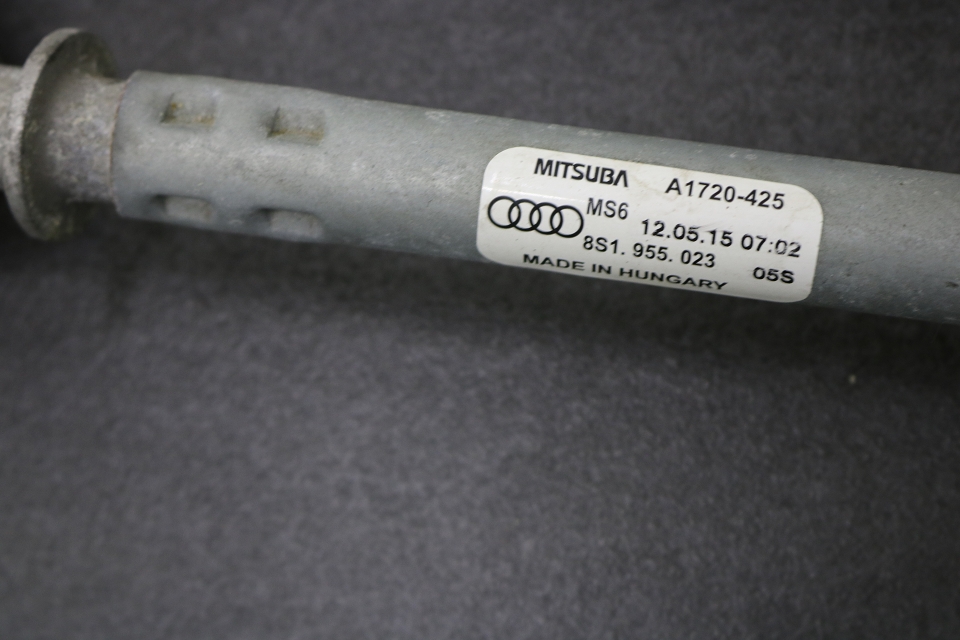 MITSUBA A1720-425
MS6 12.05.15 07:02
8S1. 955. 023 05S
MADE IN HUNGARY